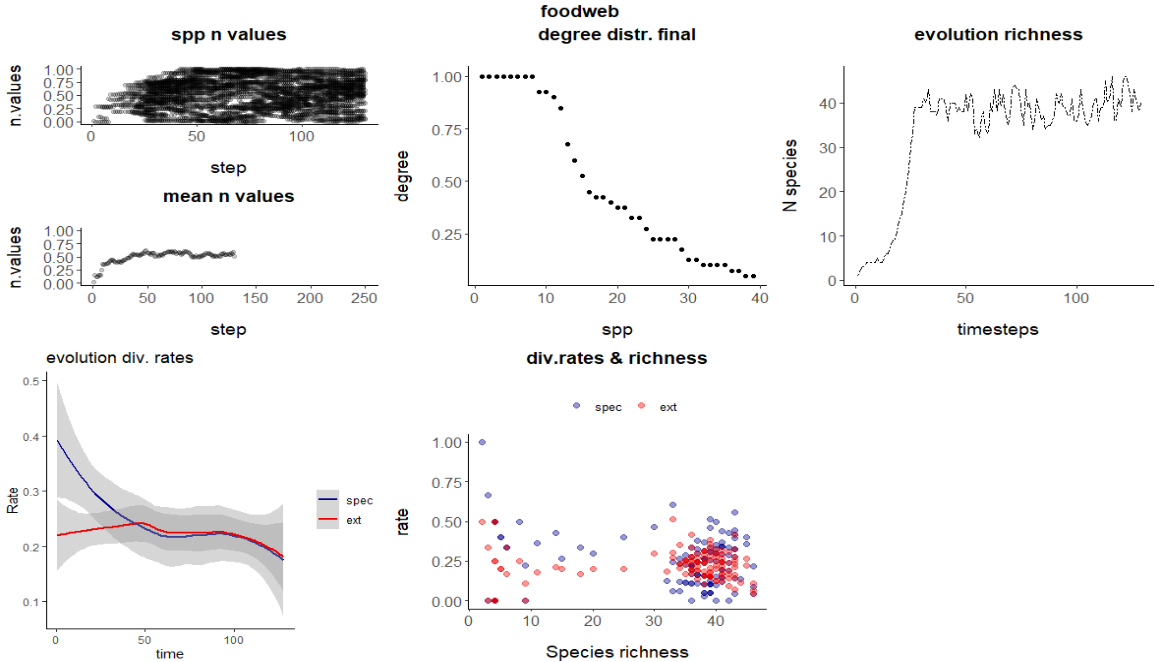 foodweb
spp n values
n.values
1.00
0.75
0.50
0.25
0.00
0 50 100
step
mean n values
n.values
1.00
0.75
0.50
0.25
0.00
0 50 100 150 200 250
step
degree distr. final
degree
1.00
0.75
0.50
0.25
0 10 20 30 40
spp
evolution richness
N species
40
30
20
10
0
0 50 100
timesteps
evolution div. rates
Rate
0.5
0.4
0.3
0.2
0.1
0 50 100
time
spec
ext
div.rates & richness
spec ext
rate
1.00
0.75
0.50
0.25
0.00
0 10 20 30 40
Species richness